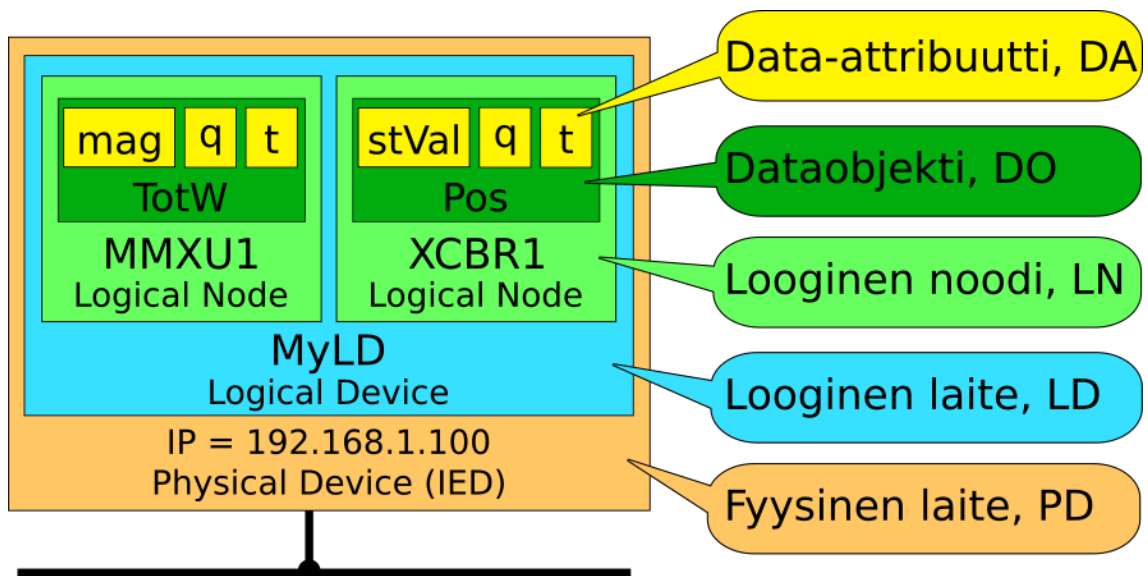 mag q t
TotW
MMXU1
Logical Node
stVal q t
Pos
XCBR1
Logical Node
MyLD
Logical Device
IP = 192.168.1.100
Physical Device (IED)
Data-attribuutti, DA
Dataobjekti, DO
Looginen noodi, LN
Looginen laite, LD
Fyysinen laite, PD